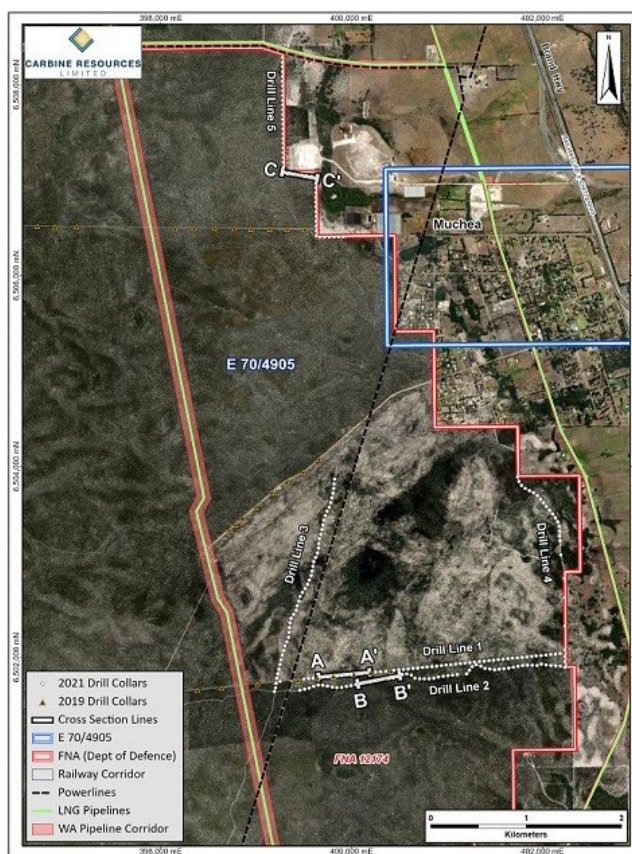 398,000 mE
400,000 mE
402,000 mE
CARBINE RESOURCES
LIMITED
N
6,508,000 mN
Drill Line 5
Brand Hwy
C
C'
Muchea
6,506,000 mN
E 70/4905
6,504,000 mN
Drill Line 3
Drill Line 4
6,502,000 mN
A
A'
Drill Line 1
B
B'
Drill Line 2
FNA 12174
2021 Drill Collars
2019 Drill Collars
Cross Section Lines
E 70/4905
FNA (Dept of Defence)
Railway Corridor
Powerlines
LNG Pipelines
WA Pipeline Corridor
0 1 2
Kilometers
398,000 mE
400,000 mE
402,000 mE